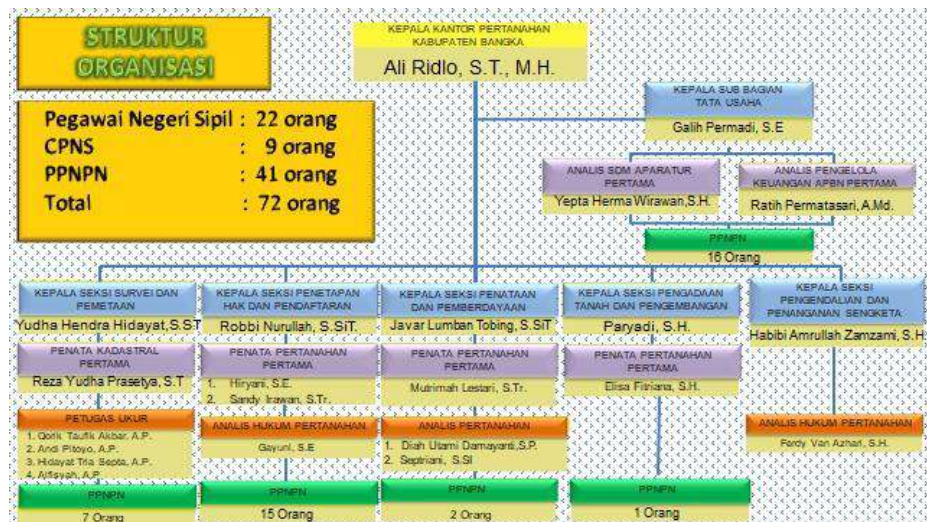 STRUKTUR
ORGANISASI
KEPALA KANTOR PERTANAHAN
KABUPATEN BANGKA
Ali Ridlo, S.T., M.H.
Pegawai Negeri Sipil : 22 orang
CPNS : 9 orang
PPNPN : 41 orang
Total : 72 orang
KEPALA SUB BAGIAN
TATA USAHA
Galih Permadi, S.E
ANALIS SDM APARATUR
PERTAMA
Yepta Herma Wirawan,S.H.
ANALIS PENGELOLA
KEUANGAN APBN PERTAMA
Ratih Permatasari, A.Md.
PPNPN
16 Orang
KEPALA SEKSI SURVEI DAN
PEMETAAN
Yudha Hendra Hidayat,S.ST
PENATA KADASTRAL
PERTAMA
Reza Yudha Prasetya, S.T
PETUGAS UKUR
1. Qorik Taufik Akbar, A.P.
2. Andi Pitoyo, A.P.
3. Hidayat Tria Septa, A.P.
4. Alfisyah, A.P
PPNPN
7 Orang
KEPALA SEKSI PENETAPAN
HAK DAN PENDAFTARAN
Robbi Nurullah, S.SiT.
PENATA PERTANAHAN
PERTAMA
1. Hiryani, S.E.
2. Sandy Irawan, S.Tr.
ANALIS HUKUM PERTANAHAN
Gayuni, S.E
PPNPN
15 Orang
KEPALA SEKSI PENATAAN
DAN PEMBERDAYAAN
Javar Lumban Tobing, S.SiT
PENATA PERTANAHAN
PERTAMA
Mutrimah Lestari, S.Tr.
ANALIS PERTANAHAN
1. Diah Utami Damayanti,S.P.
2. Septriani, S.SI
PPNPN
2 Orang
KEPALA SEKSI PENGADAAN
TANAH DAN PENGEMBANGAN
Paryadi, S.H.
PENATA PERTANAHAN
PERTAMA
Elisa Fitriana, S.H.
PPNPN
1 Orang
KEPALA SEKSI
PENGENDALIAN DAN
PENANGANAN SENGKETA
Habibi Amrullah Zamzami, S.H
ANALIS HUKUM PERTANAHAN
Ferdy Van Azhari, S.H.